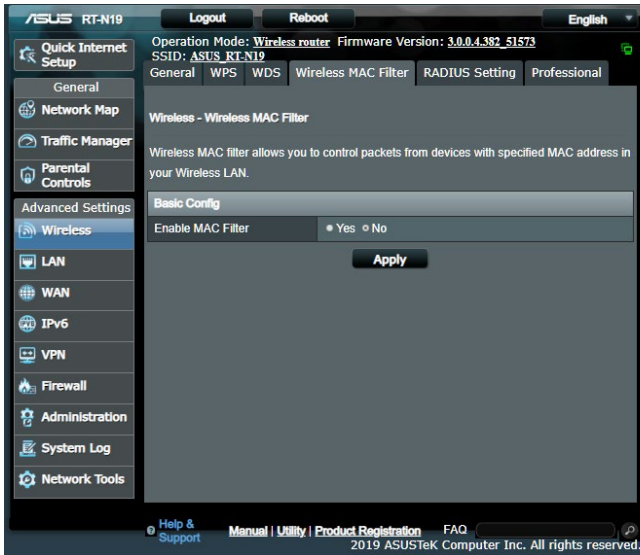 ASUS RT-N19 Logout Reboot English
Quick Internet Setup
General
Network Map
Traffic Manager
Parental Controls
Advanced Settings
Wireless
LAN
WAN
IPv6
VPN
Firewall
Administration
System Log
Network Tools
Operation Mode: Wireless router Firmware Version: 3.0.0.4.382_51573
SSID: ASUS_RT-N19
General WPS WDS Wireless MAC Filter RADIUS Setting Professional
Wireless - Wireless MAC Filter
Wireless MAC filter allows you to control packets from devices with specified MAC address in
your Wireless LAN.
Basic Config
Enable MAC Filter Yes No
Apply
Help & Support Manual | Utility | Product Registration FAQ
2019 ASUSTeK Computer Inc. All rights reserved.